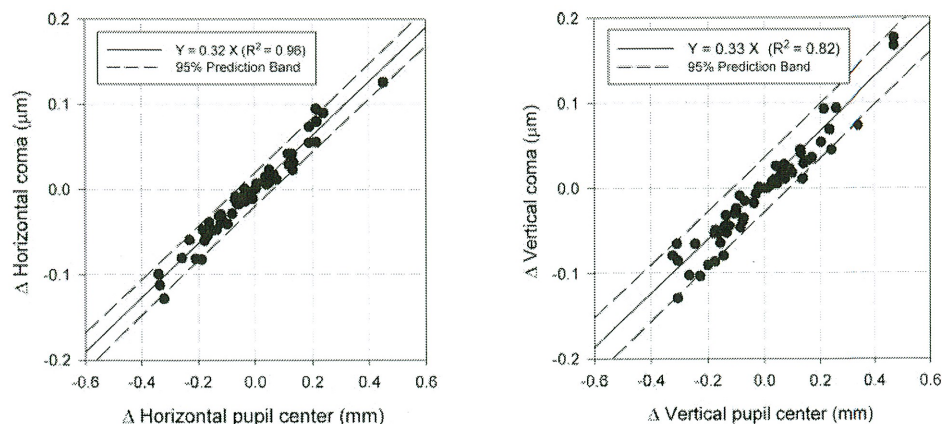 0.2
Y = 0.32 X (R² = 0.96)
95% Prediction Band
0.1
0.0
-0.1
-0.2
Δ Horizontal coma (μm)
-0.6 -0.4 -0.2 0.0 0.2 0.4 0.6
Δ Horizontal pupil center (mm)
0.2
Y = 0.33 X (R² = 0.82)
95% Prediction Band
0.1
0.0
-0.1
-0.2
Δ Vertical coma (μm)
-0.6 -0.4 -0.2 0.0 0.2 0.4 0.6
Δ Vertical pupil center (mm)